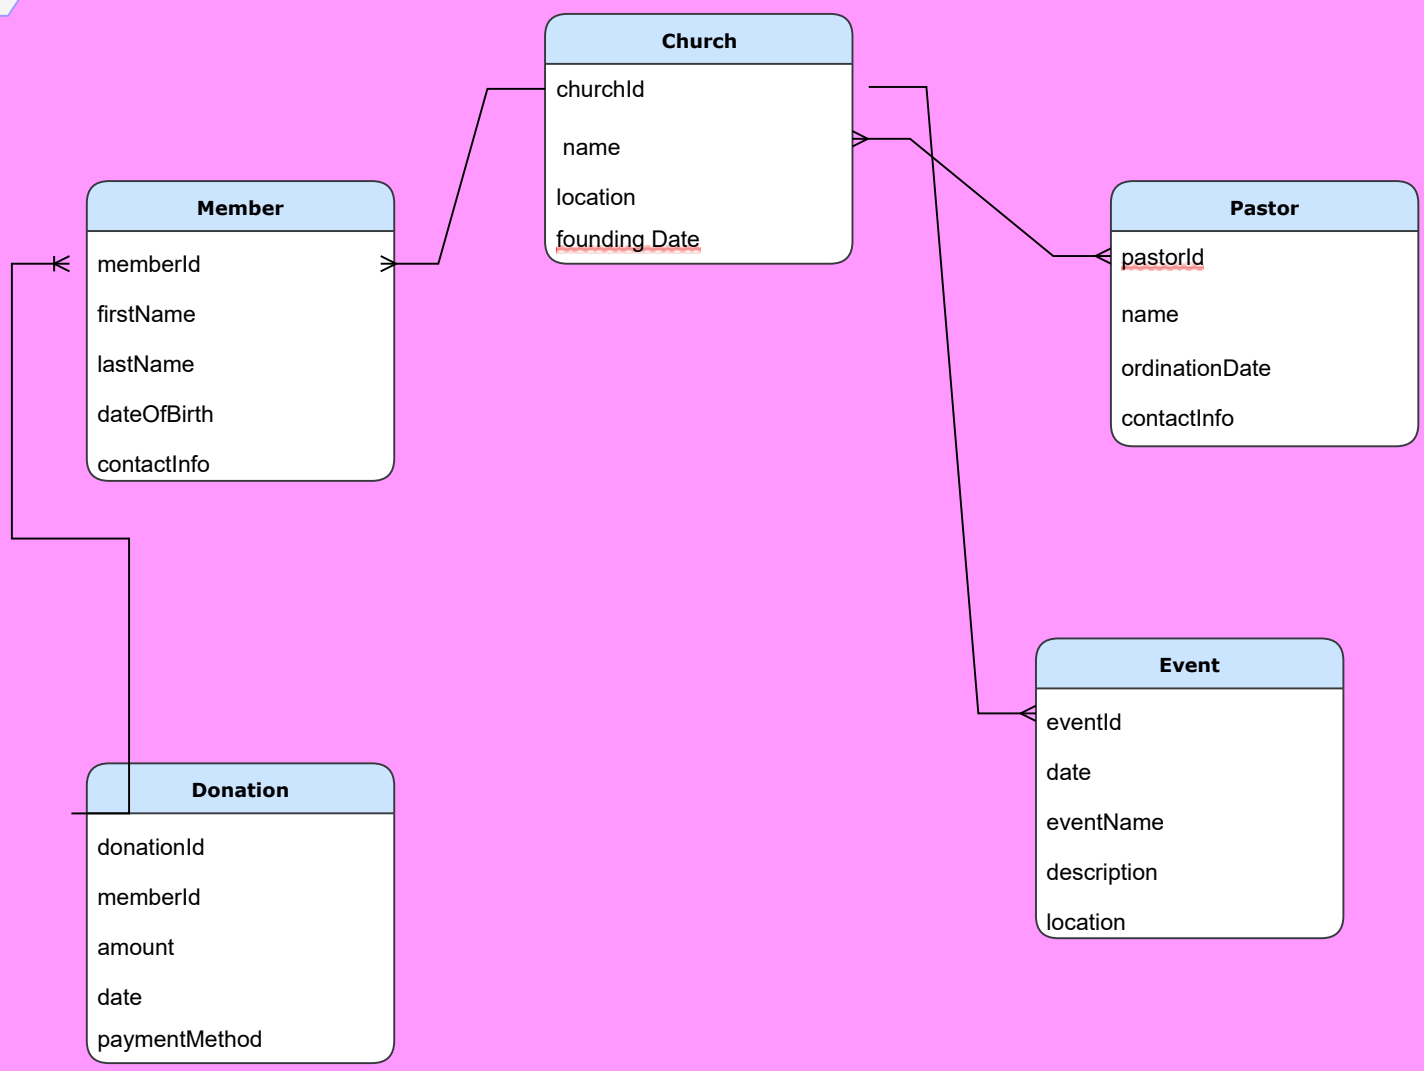 Church
churchId
name
location
founding Date
Member
memberId
firstName
lastName
dateOfBirth
contactInfo
Pastor
pastorId
name
ordinationDate
contactInfo
Donation
donationId
memberId
amount
date
paymentMethod
Event
eventId
date
eventName
description
location